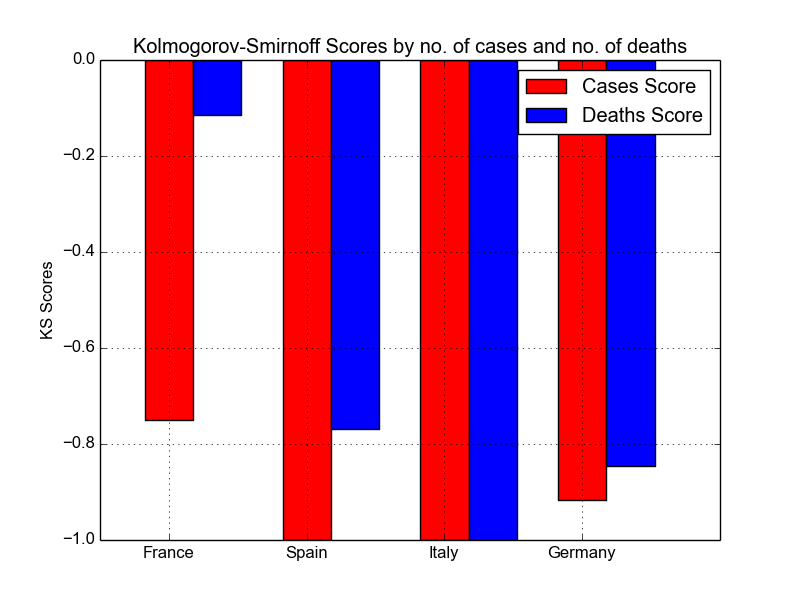 Kolmogorov-Smirnoff Scores by no. of cases and no. of deaths
0.0
Cases Score
Deaths Score
−0.2
−0.4
KS Scores
−0.6
−0.8
−1.0
France Spain Italy Germany